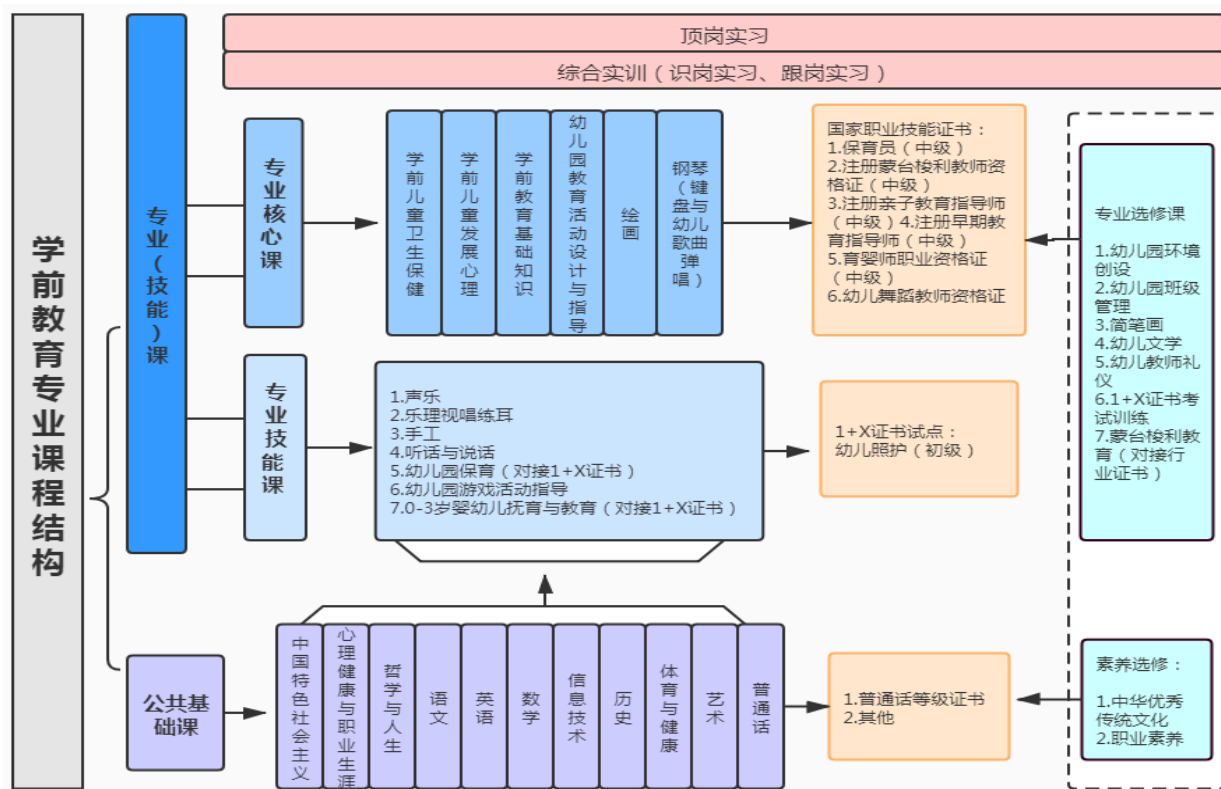 学前教育专业课程结构
顶岗实习
综合实训（识岗实习、跟岗实习）
专业（技能）课
专业核心课
学前儿童卫生保健
学前儿童发展心理
学前教育基础知识
幼儿园教育活动设计与指导
绘画
钢琴
（键
盘与
幼儿
歌曲
弹
唱）
国家职业技能证书：
1.保育员（中级）
2.注册蒙台梭利教师资
格证（中级）
3.注册亲子教育指导师
（中级）4.注册早期教
育指导师（中级）
5.育婴师职业资格证
（中级）
6.幼儿舞蹈教师资格证
专业选修课
1.幼儿园环境
创设
2.幼儿园班级
管理
3.简笔画
4.幼儿文学
5.幼儿教师礼
仪
6.1+X证书考
试训练
7.蒙台梭利教
育（对接行
业证书）
专业技能课
1.声乐
2.乐理视唱练耳
3.手工
4.听话与说话
5.幼儿园保育（对接1+X证书）
6.幼儿园游戏活动指导
7.0-3岁婴幼儿抚育与教育（对接1+X证书）
1+X证书试点：
幼儿照护（初级）
公共基
础课
中国特色社会主义
心理健康与职业生涯
哲学与人生
语文
英语
数学
信息技术
历史
体育与健康
艺术
普通话
1.普通话等级证书
2.其他
素养选修：
1.中华优秀
传统文化
2.职业素养